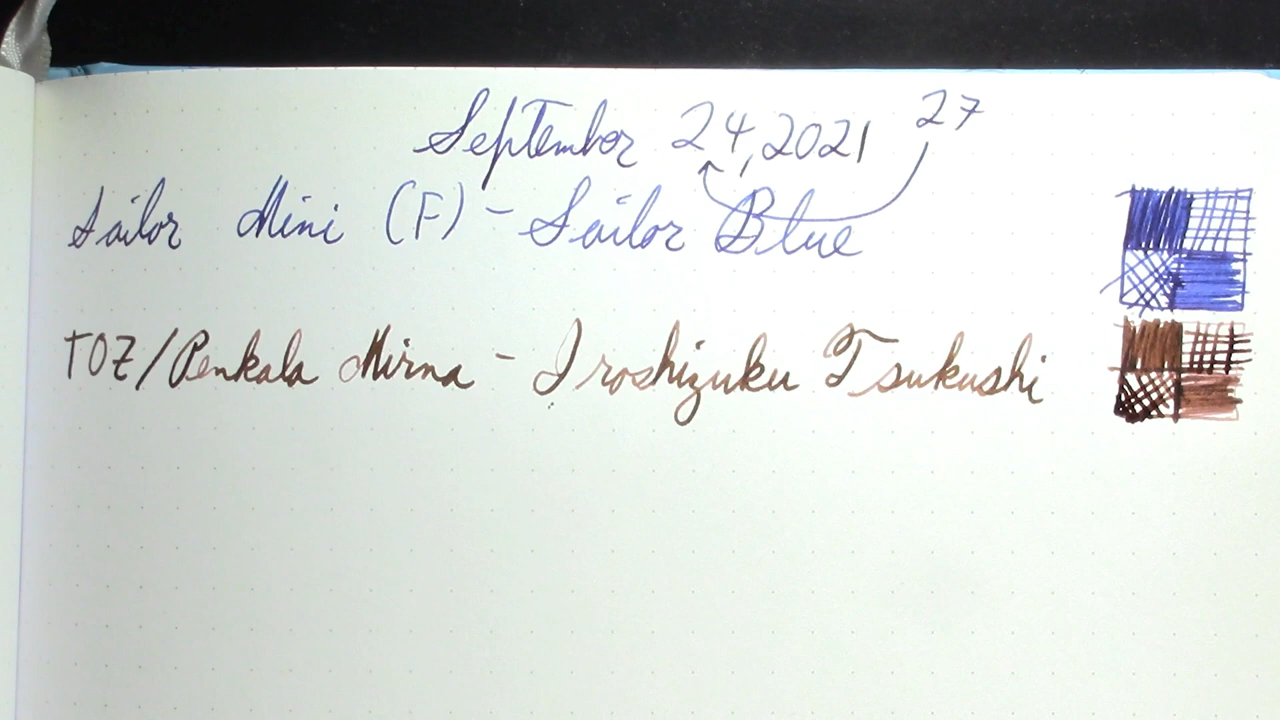 September 24, 2021 27
Sailor Mini (F) - Sailor Blue
TOZ/Penkala Mirna - Iroshizuku Tsukushi